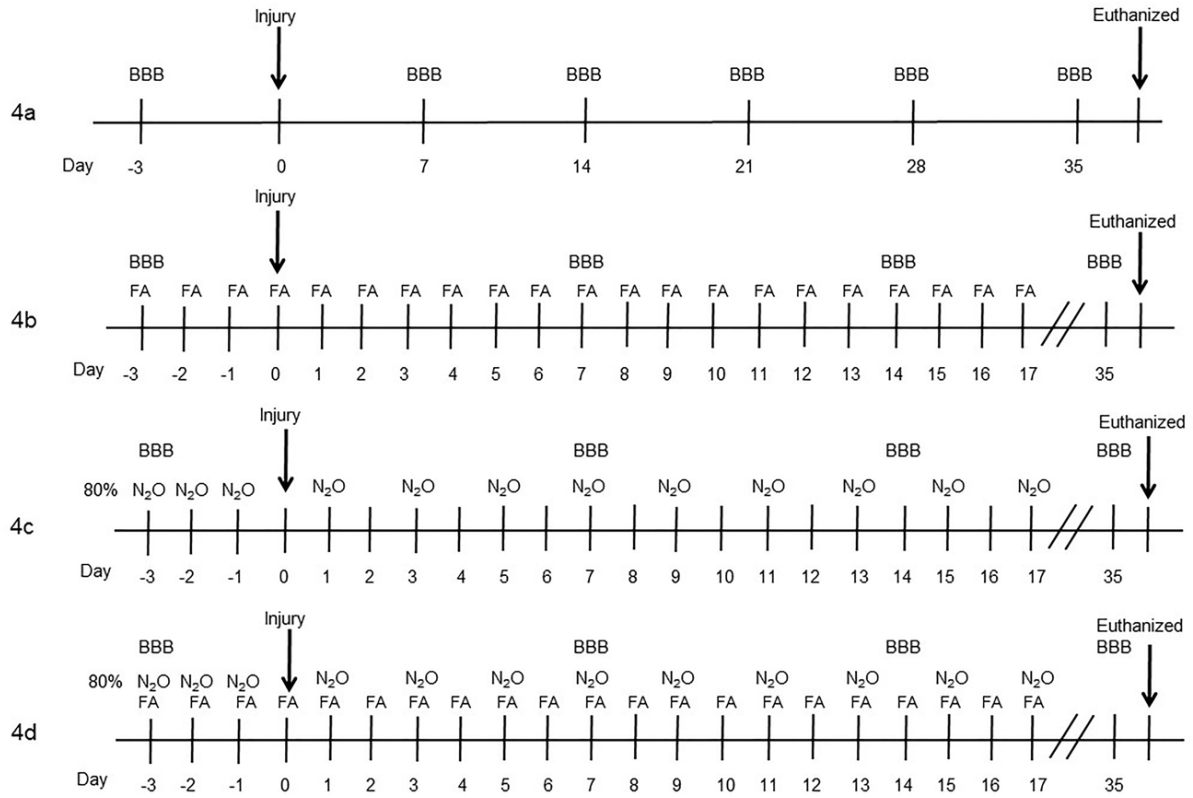 Injury Euthanized
BBB BBB BBB BBB BBB BBB
4a
Day -3 0 7 14 21 28 35
Injury
Euthanized
BBB BBB BBB BBB
FA FA FA FA FA FA FA FA FA FA FA FA FA FA FA FA FA FA FA FA FA
4b
Day -3 -2 -1 0 1 2 3 4 5 6 7 8 9 10 11 12 13 14 15 16 17 35
Injury
Euthanized
BBB BBB BBB BBB
80% N₂O N₂O N₂O N₂O N₂O N₂O N₂O N₂O N₂O N₂O N₂O N₂O
4c
Day -3 -2 -1 0 1 2 3 4 5 6 7 8 9 10 11 12 13 14 15 16 17 35
Injury
Euthanized
BBB BBB BBB BBB
80% N₂O N₂O N₂O N₂O N₂O N₂O N₂O N₂O N₂O N₂O N₂O N₂O
FA FA FA FA FA FA FA FA FA FA FA FA FA FA FA FA FA FA FA FA FA
4d
Day -3 -2 -1 0 1 2 3 4 5 6 7 8 9 10 11 12 13 14 15 16 17 35